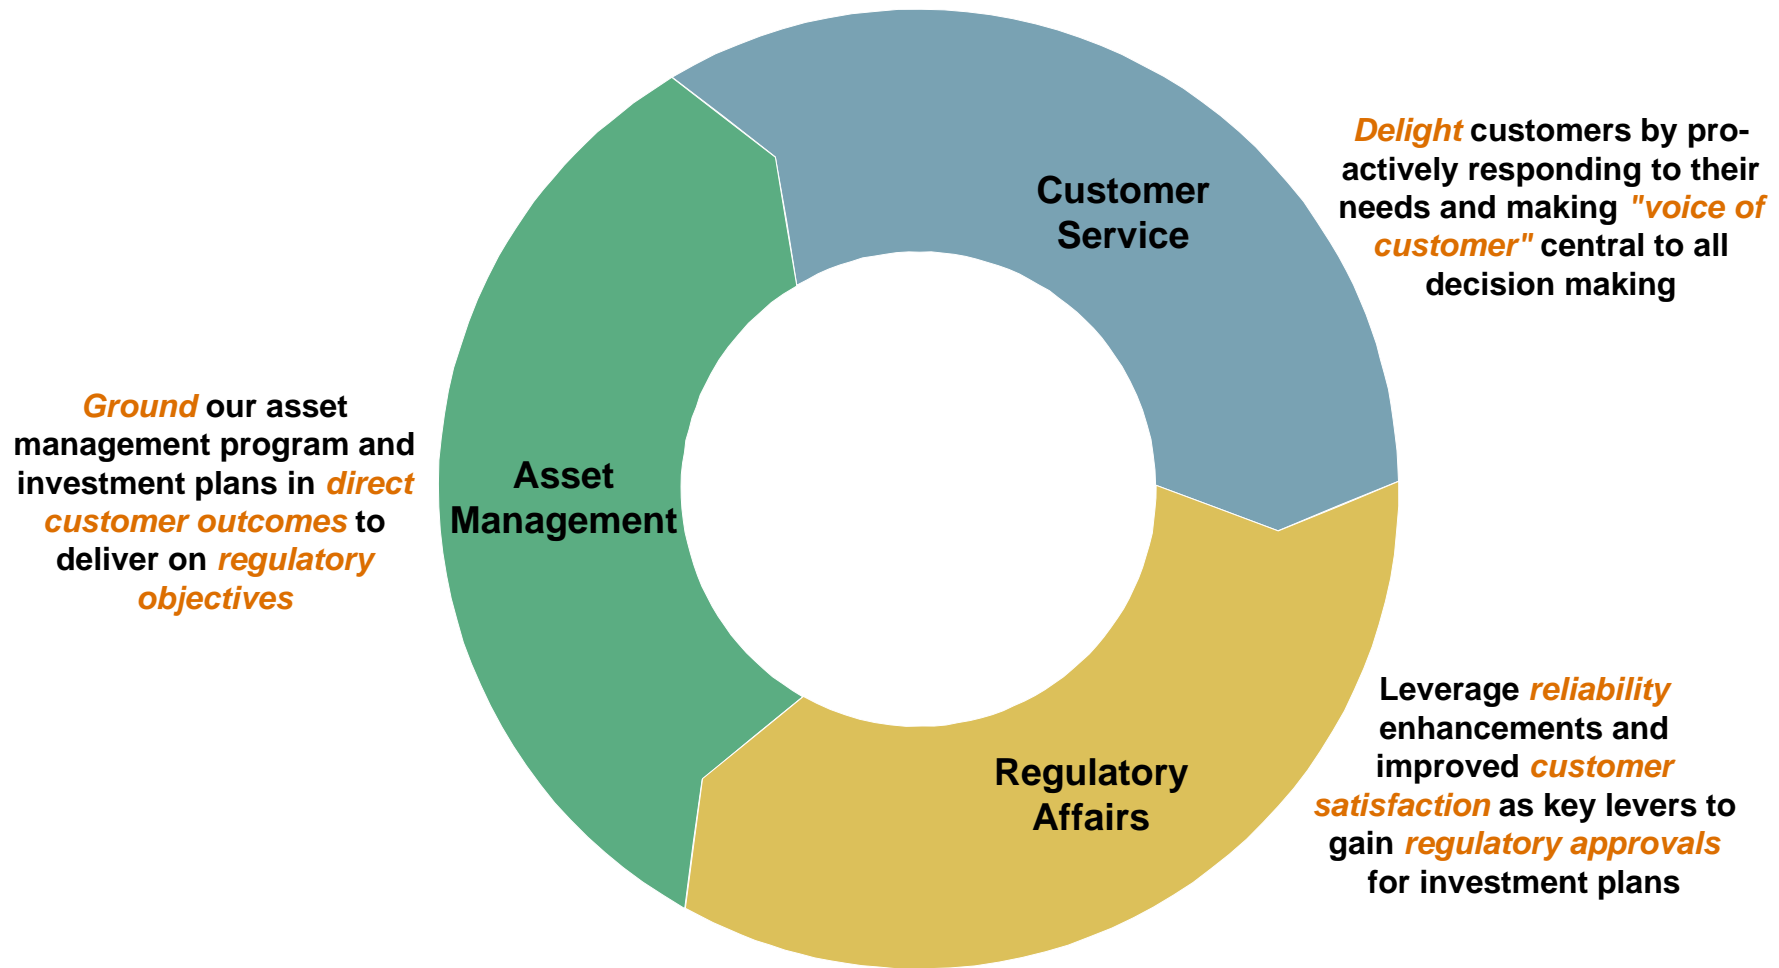 Customer
Service
Delight customers by pro-
actively responding to their
needs and making "voice of
customer" central to all
decision making
Ground our asset
management program and
investment plans in direct
customer outcomes to
deliver on regulatory
objectives
Asset
Management
Regulatory
Affairs
Leverage reliability
enhancements and
improved customer
satisfaction as key levers to
gain regulatory approvals
for investment plans